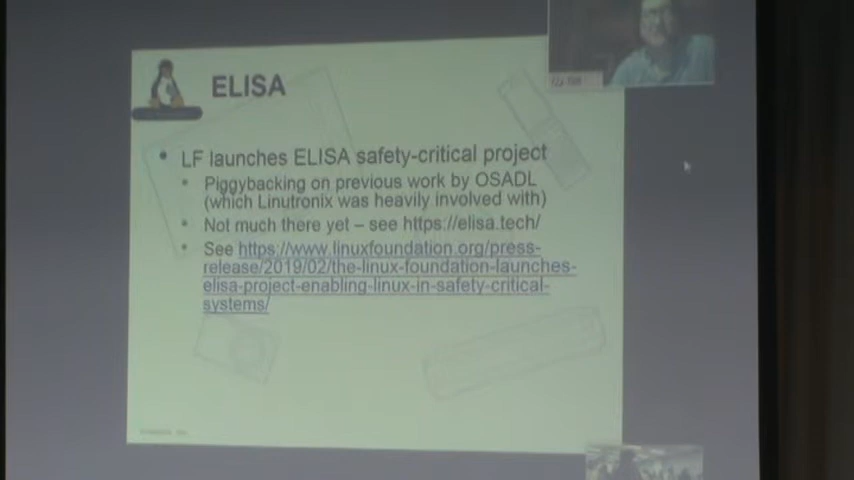 ELISA
• LF launches ELISA safety-critical project
• Piggybacking on previous work by OSADL
(which Linutronix was heavily involved with)
• Not much there yet – see https://elisa.tech/
• See https://www.linuxfoundation.org/press-
release/2019/02/the-linux-foundation-launches-
elisa-project-enabling-linux-in-safety-critical-
systems/